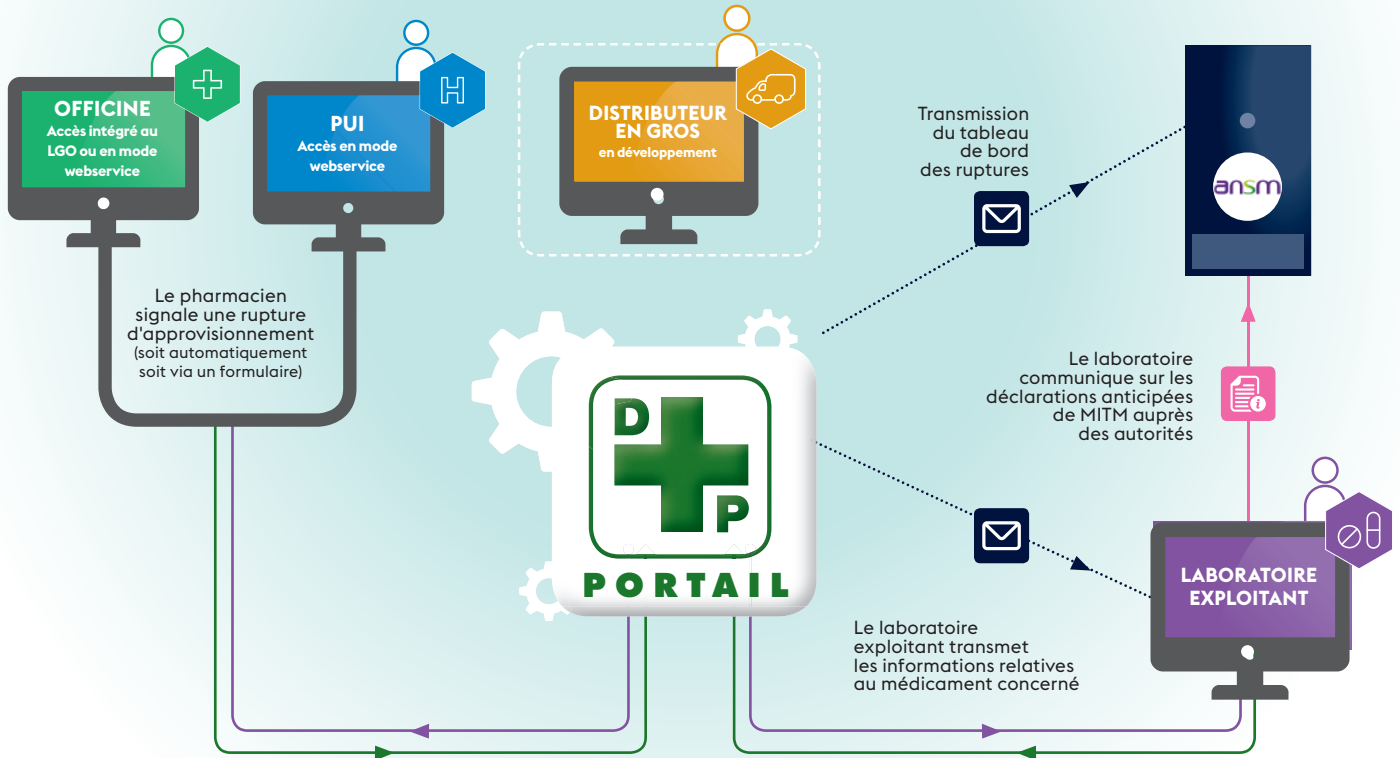 OFFICINE
Accès intégré au
LGO ou en mode
webservice
PUI
Accès en mode
webservice
H
DISTRIBUTEUR
EN GROS
en développement
Transmission
du tableau
de bord
des ruptures
ansm
Le pharmacien
signale une rupture
d'approvisionnement
(soit automatiquement
soit via un formulaire)
D
P
PORTAIL
Le laboratoire
communique sur les
déclarations anticipées
de MITM auprès
des autorités
i
LABORATOIRE
EXPLOITANT
Le laboratoire
exploitant transmet
les informations relatives
au médicament concerné